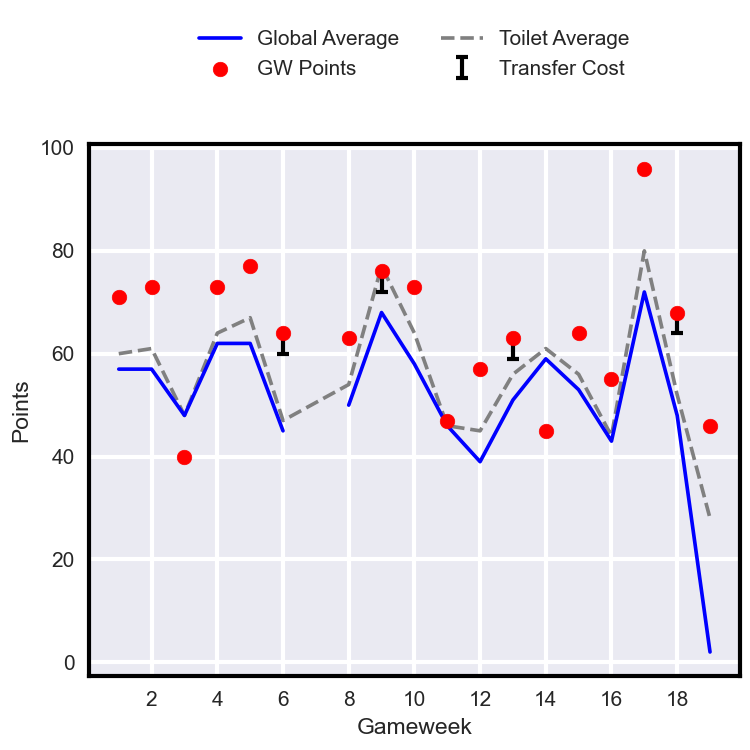 Global Average
Toilet Average
GW Points
Transfer Cost
100
80
60
40
20
0
Points
2 4 6 8 10 12 14 16 18
Gameweek